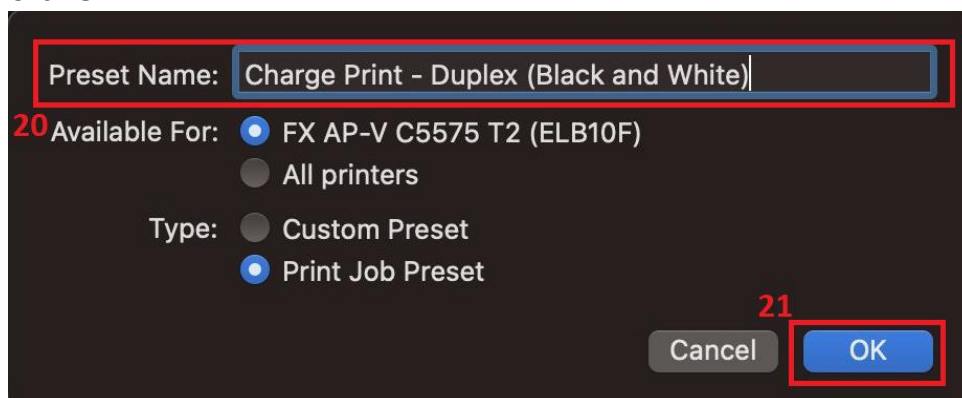 Preset Name: Charge Print - Duplex (Black and White)
20 Available For: FX AP-V C5575 T2 (ELB10F)
All printers
Type: Custom Preset
Print Job Preset
21
Cancel OK